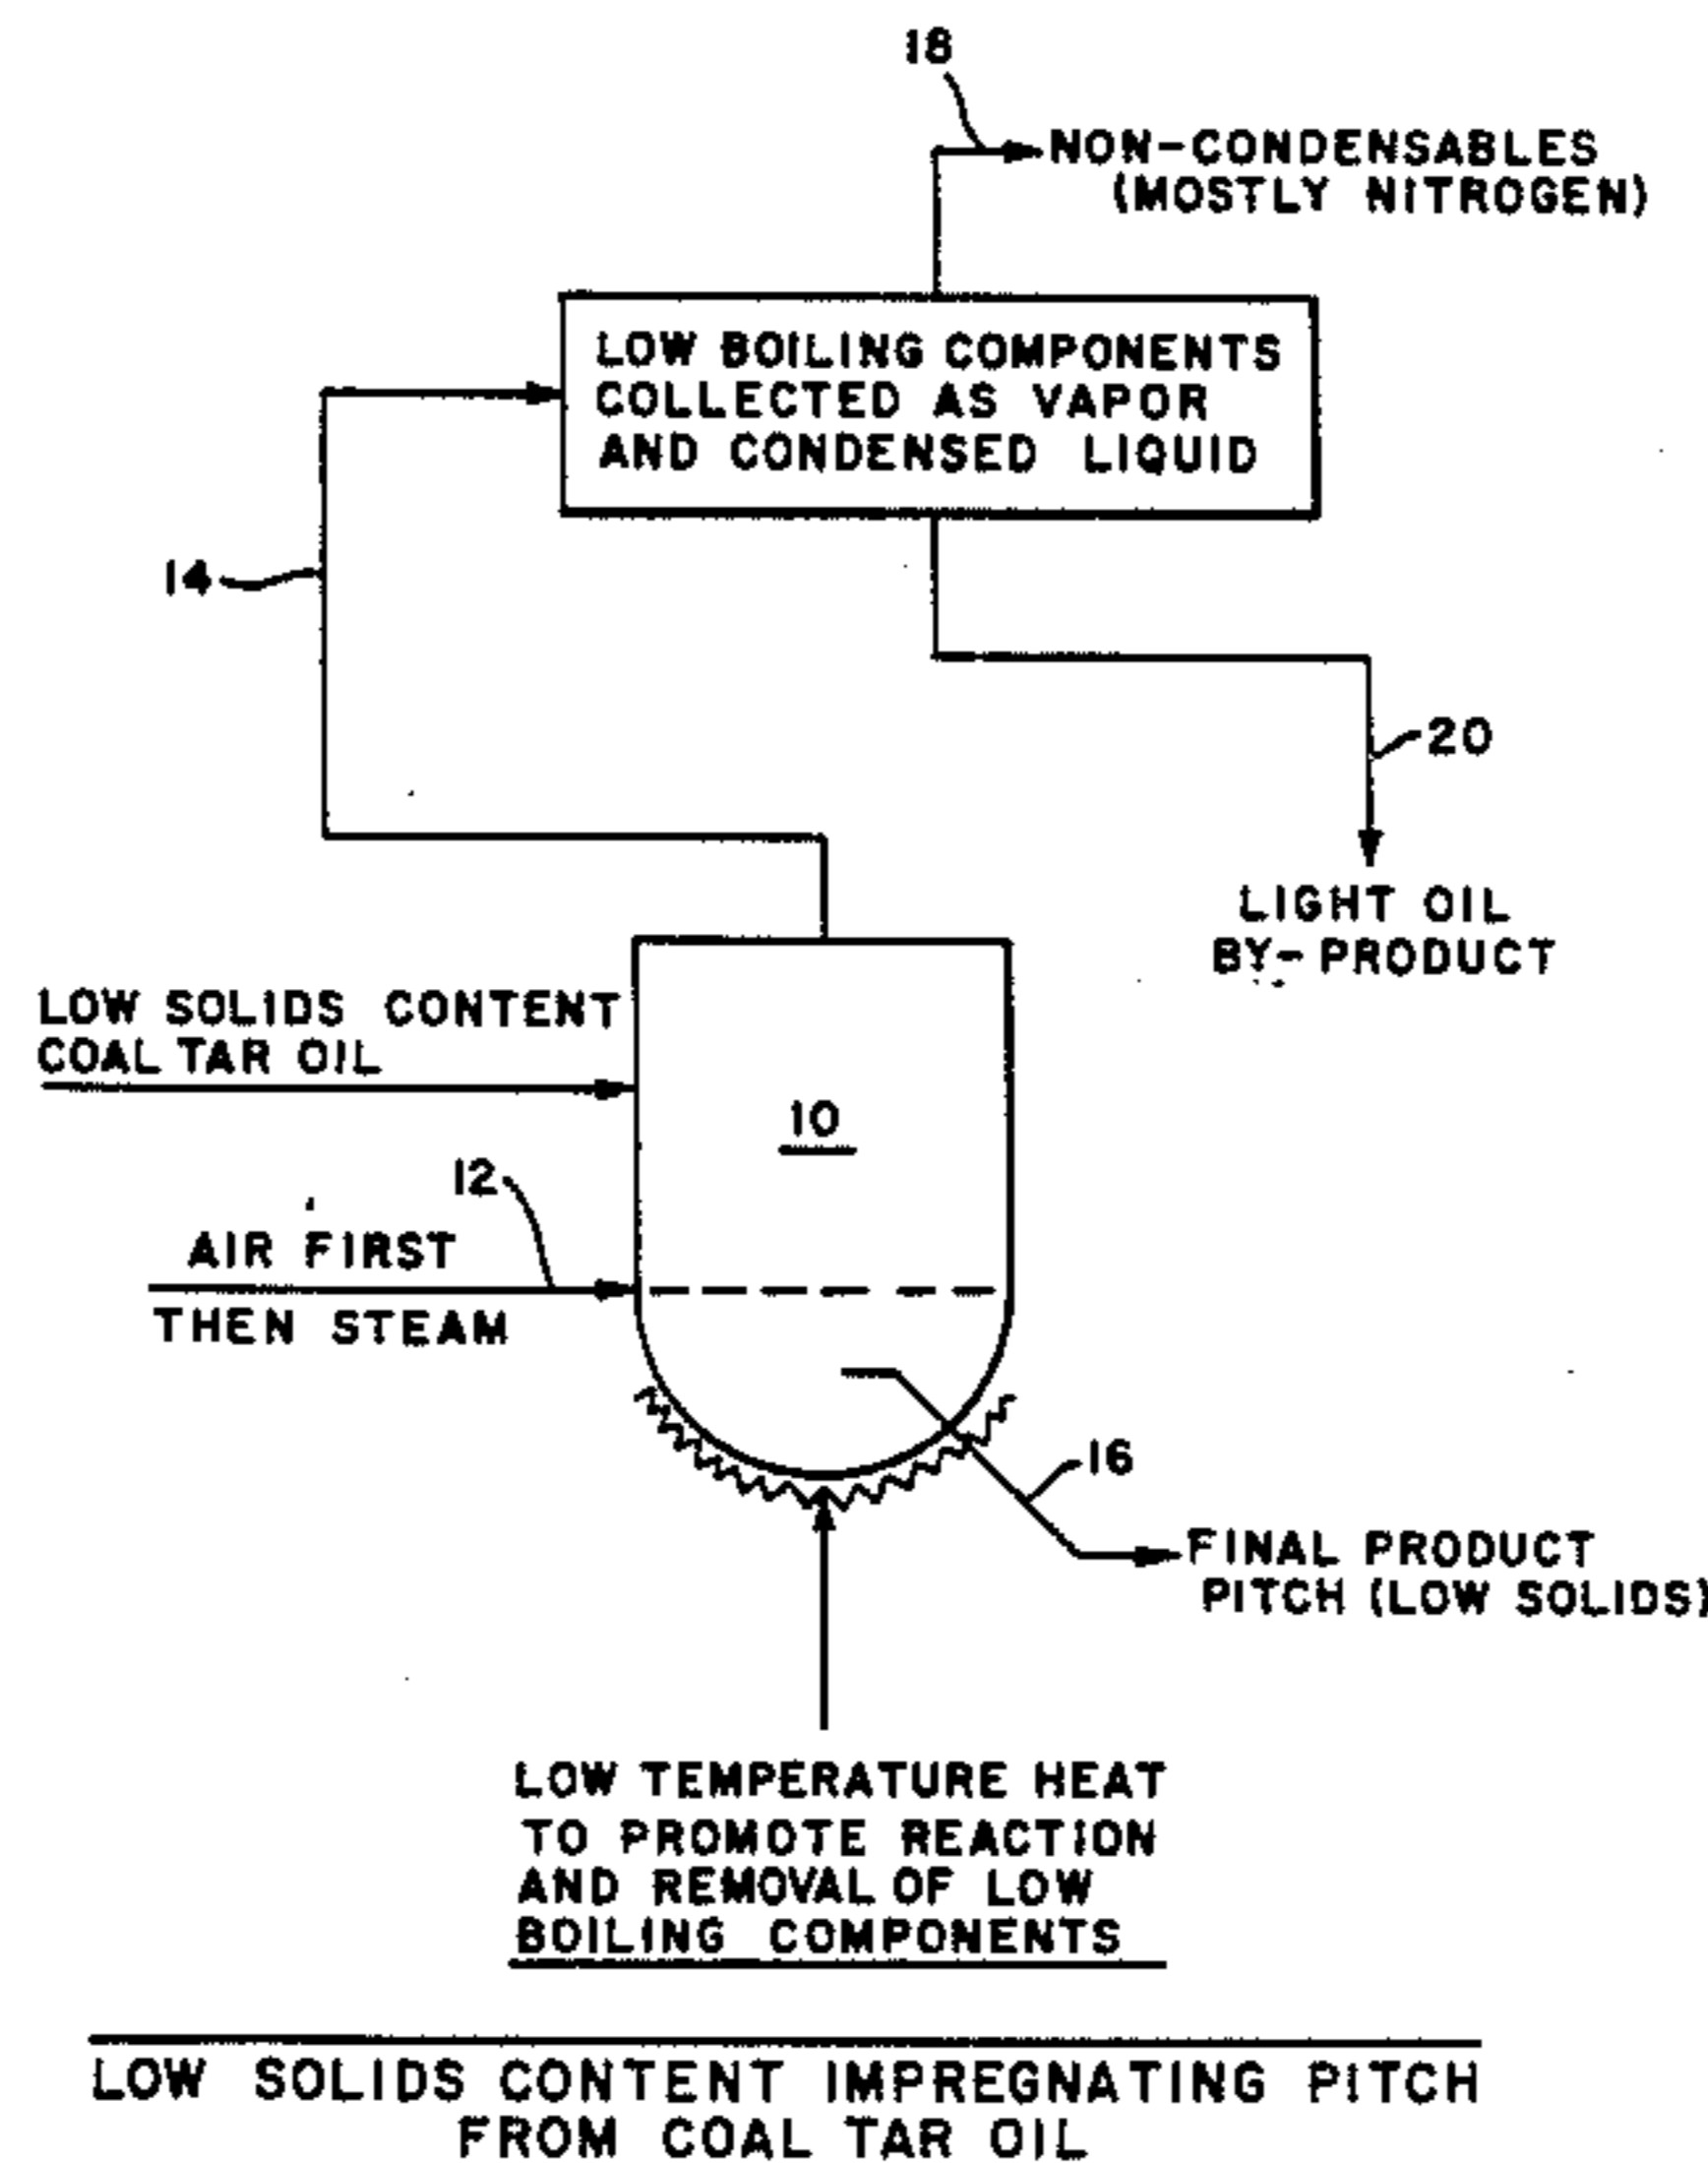 18
NON-CONDENSABLES
(MOSTLY NITROGEN)
LOW BOILING COMPONENTS
COLLECTED AS VAPOR
AND CONDENSED LIQUID
14
20
LIGHT OIL
BY-PRODUCT
LOW SOLIDS CONTENT
COAL TAR OIL
10
12
AIR FIRST
THEN STEAM
16
FINAL PRODUCT
PITCH (LOW SOLIDS)
LOW TEMPERATURE HEAT
TO PROMOTE REACTION
AND REMOVAL OF LOW
BOILING COMPONENTS
LOW SOLIDS CONTENT IMPREGNATING PITCH
FROM COAL TAR OIL